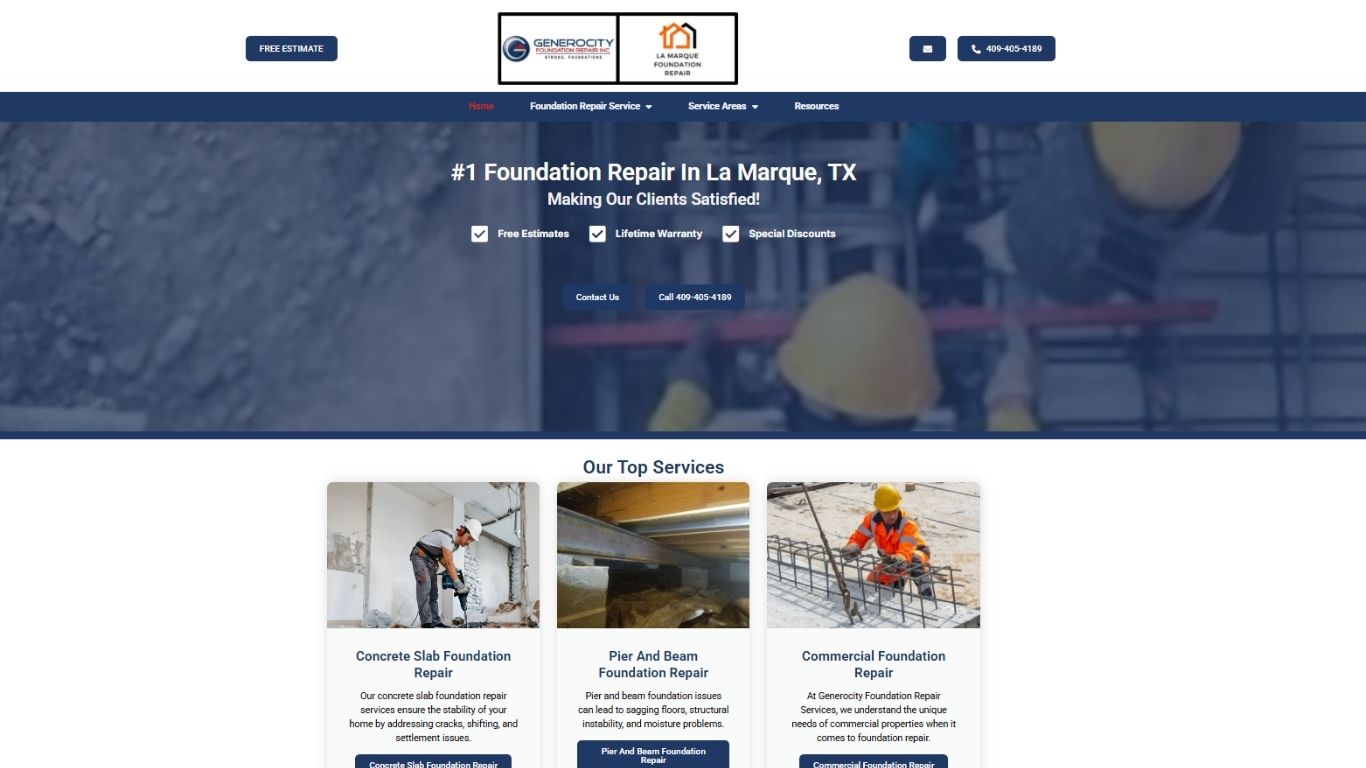 FREE ESTIMATE
GENEROCITY
FOUNDATION REPAIR INC.
STRONG. FOUNDATIONS
LA MARQUE
FOUNDATION
REPAIR
409-405-4189
Home
Foundation Repair Service
Service Areas
Resources
#1 Foundation Repair In La Marque, TX
Making Our Clients Satisfied!
Free Estimates
Lifetime Warranty
Special Discounts
Contact Us
Call 409-405-4189
Our Top Services
Concrete Slab Foundation
Repair
Our concrete slab foundation repair
services ensure the stability of your
home by addressing cracks, shifting, and
settlement issues.
Concrete Slab Foundation Repair
Pier And Beam
Foundation Repair
Pier and beam foundation issues
can lead to sagging floors, structural
instability, and moisture problems.
Pier And Beam Foundation
Repair
Commercial Foundation
Repair
At Generocity Foundation Repair
Services, we understand the unique
needs of commercial properties when it
comes to foundation repair.
Commercial Foundation Repair